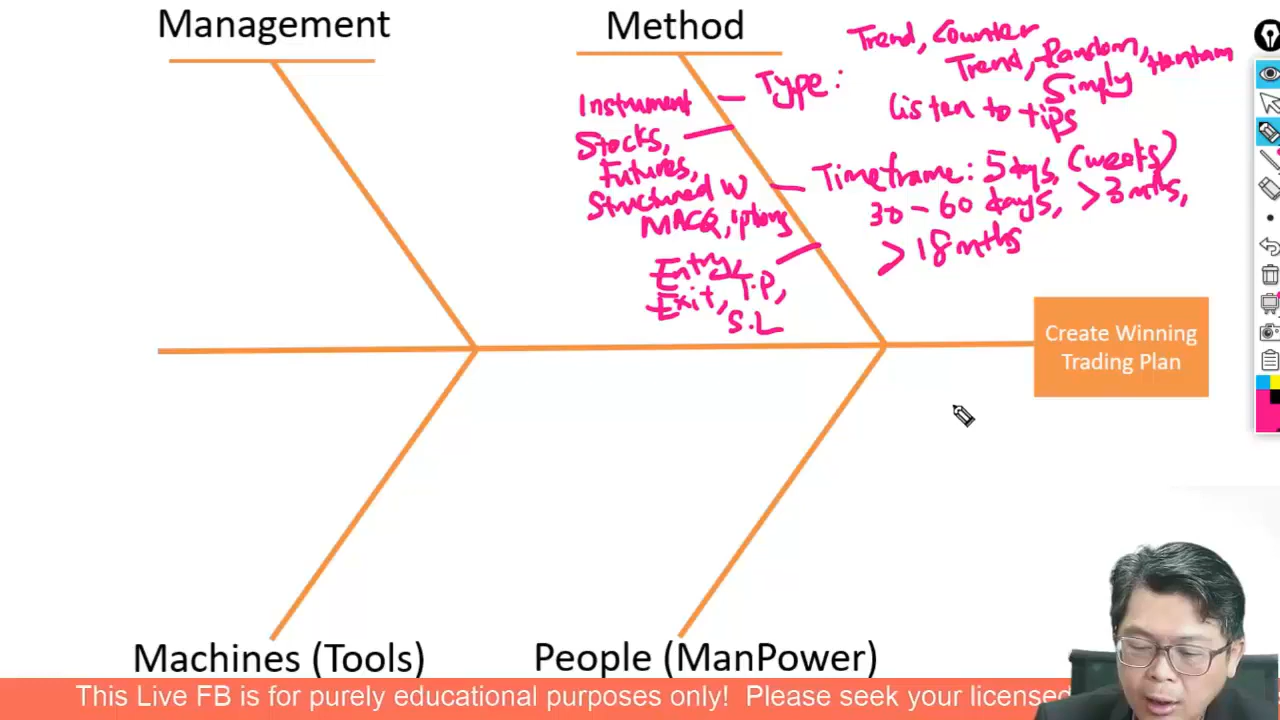 Management
Method
Type: Trend, Counter
Trend, Random, Hantam
Simply
Listen to tips
Instrument
Stocks,
Futures,
Structured W
MACQ, options
Timeframe: 5 days, (weeks)
30-60 days, >3 mths,
>18 mths
Entry,
Exit, T.P,
S.L
Create Winning
Trading Plan
Machines (Tools)
People (ManPower)
This Live FB is for purely educational purposes only! Please seek your licensed